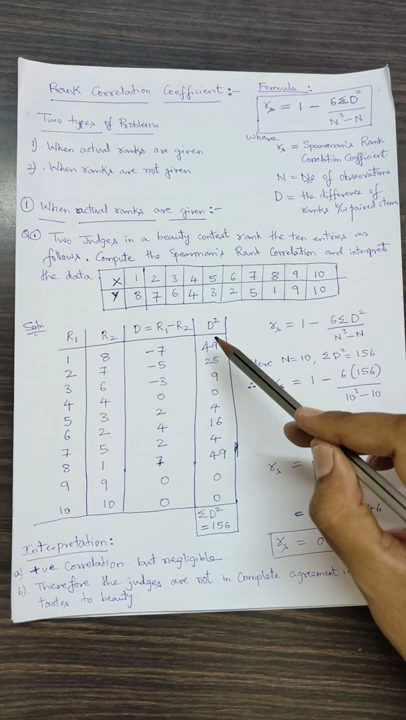 Rank Correlation Coefficient :-
Formula :
rₛ = 1 - 6ΣD² / N³-N
Two types of Problems
1). When actual ranks are given
2). When ranks are not given
Where
rₛ = Spearman's Rank
Correlation Coefficient
N = No of observations
D = the difference of
ranks b/w paired items
① When actual ranks are given :-
Q① Two Judges in a beauty contest rank the ten entries as
follows. Compute the Spearman's Rank Correlation and interpret
the data
X 1 2 3 4 5 6 7 8 9 10
Y 8 7 6 4 3 2 5 1 9 10
Soln
R₁ R₂ D = R₁-R₂ D²
1 8 -7 49
2 7 -5 25
3 6 -3 9
4 4 0 0
5 3 2 4
6 2 4 16
7 5 2 4
8 1 7 49
9 9 0 0
10 10 0 0
ΣD²
= 156
rₛ = 1 - 6ΣD² / N³-N
N=10, ΣD² = 156
= 1 - 6(156) / 10³-10
rₛ =
rₛ = 0
Interpretation:
a) +ve Correlation but negligible
b) Therefore the judges are not in complete agreement
tastes to beauty